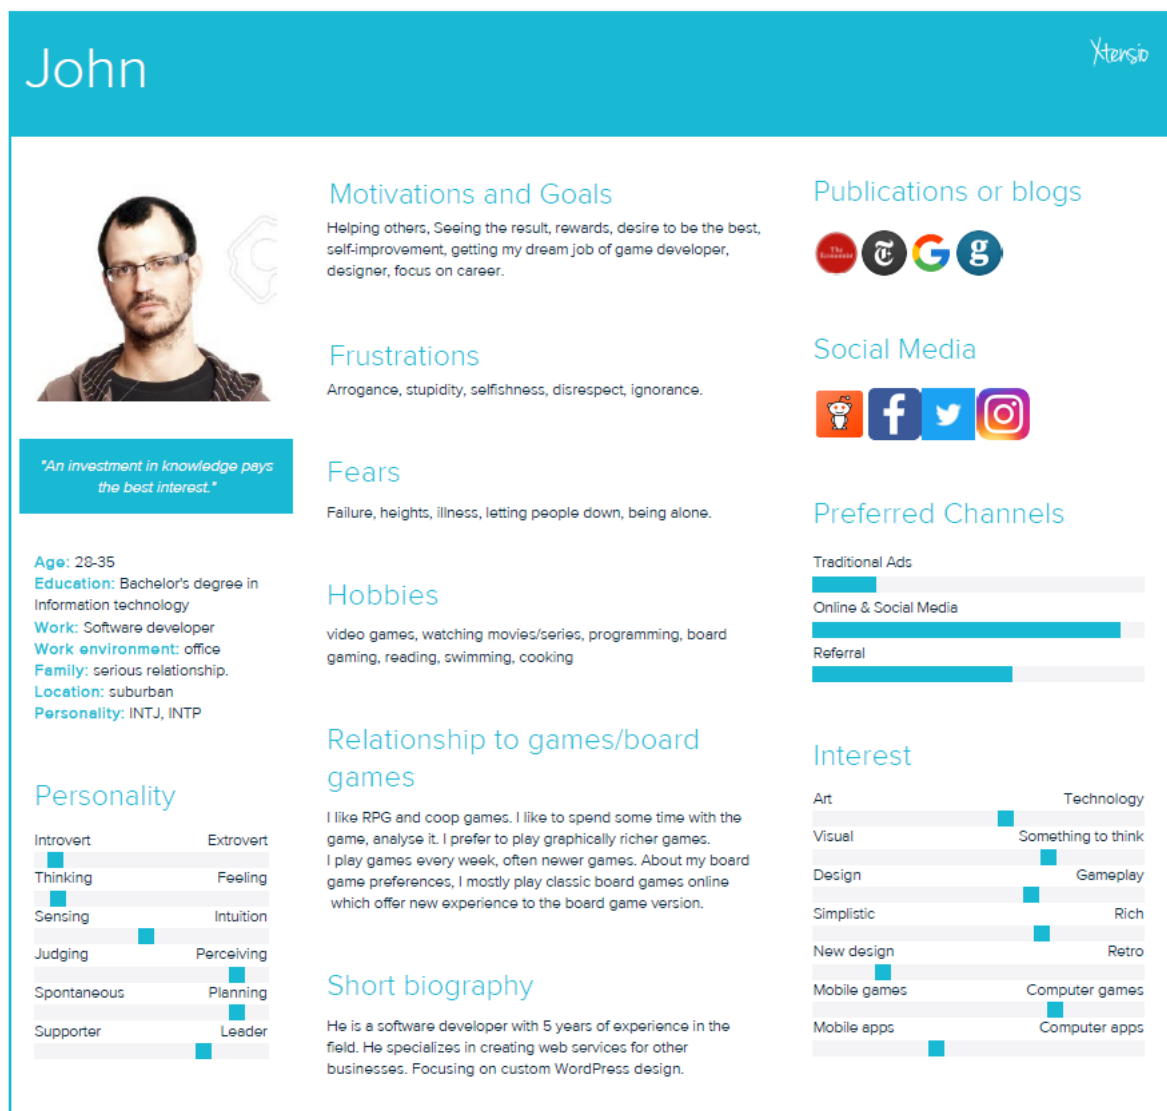 John
Xtensio
"An investment in knowledge pays
the best interest."
Age: 28-35
Education: Bachelor's degree in
Information technology
Work: Software developer
Work environment: office
Family: serious relationship.
Location: suburban
Personality: INTJ, INTP
Personality
Introvert Extrovert
Thinking Feeling
Sensing Intuition
Judging Perceiving
Spontaneous Planning
Supporter Leader
Motivations and Goals
Helping others, Seeing the result, rewards, desire to be the best,
self-improvement, getting my dream job of game developer,
designer, focus on career.
Frustrations
Arrogance, stupidity, selfishness, disrespect, ignorance.
Fears
Failure, heights, illness, letting people down, being alone.
Hobbies
video games, watching movies/series, programming, board
gaming, reading, swimming, cooking
Relationship to games/board
games
I like RPG and coop games. I like to spend some time with the
game, analyse it. I prefer to play graphically richer games.
I play games every week, often newer games. About my board
game preferences, I mostly play classic board games online
which offer new experience to the board game version.
Short biography
He is a software developer with 5 years of experience in the
field. He specializes in creating web services for other
businesses. Focusing on custom WordPress design.
Publications or blogs
The
Economist
T
G
g
Social Media
f
Preferred Channels
Traditional Ads
Online & Social Media
Referral
Interest
Art Technology
Visual Something to think
Design Gameplay
Simplistic Rich
New design Retro
Mobile games Computer games
Mobile apps Computer apps